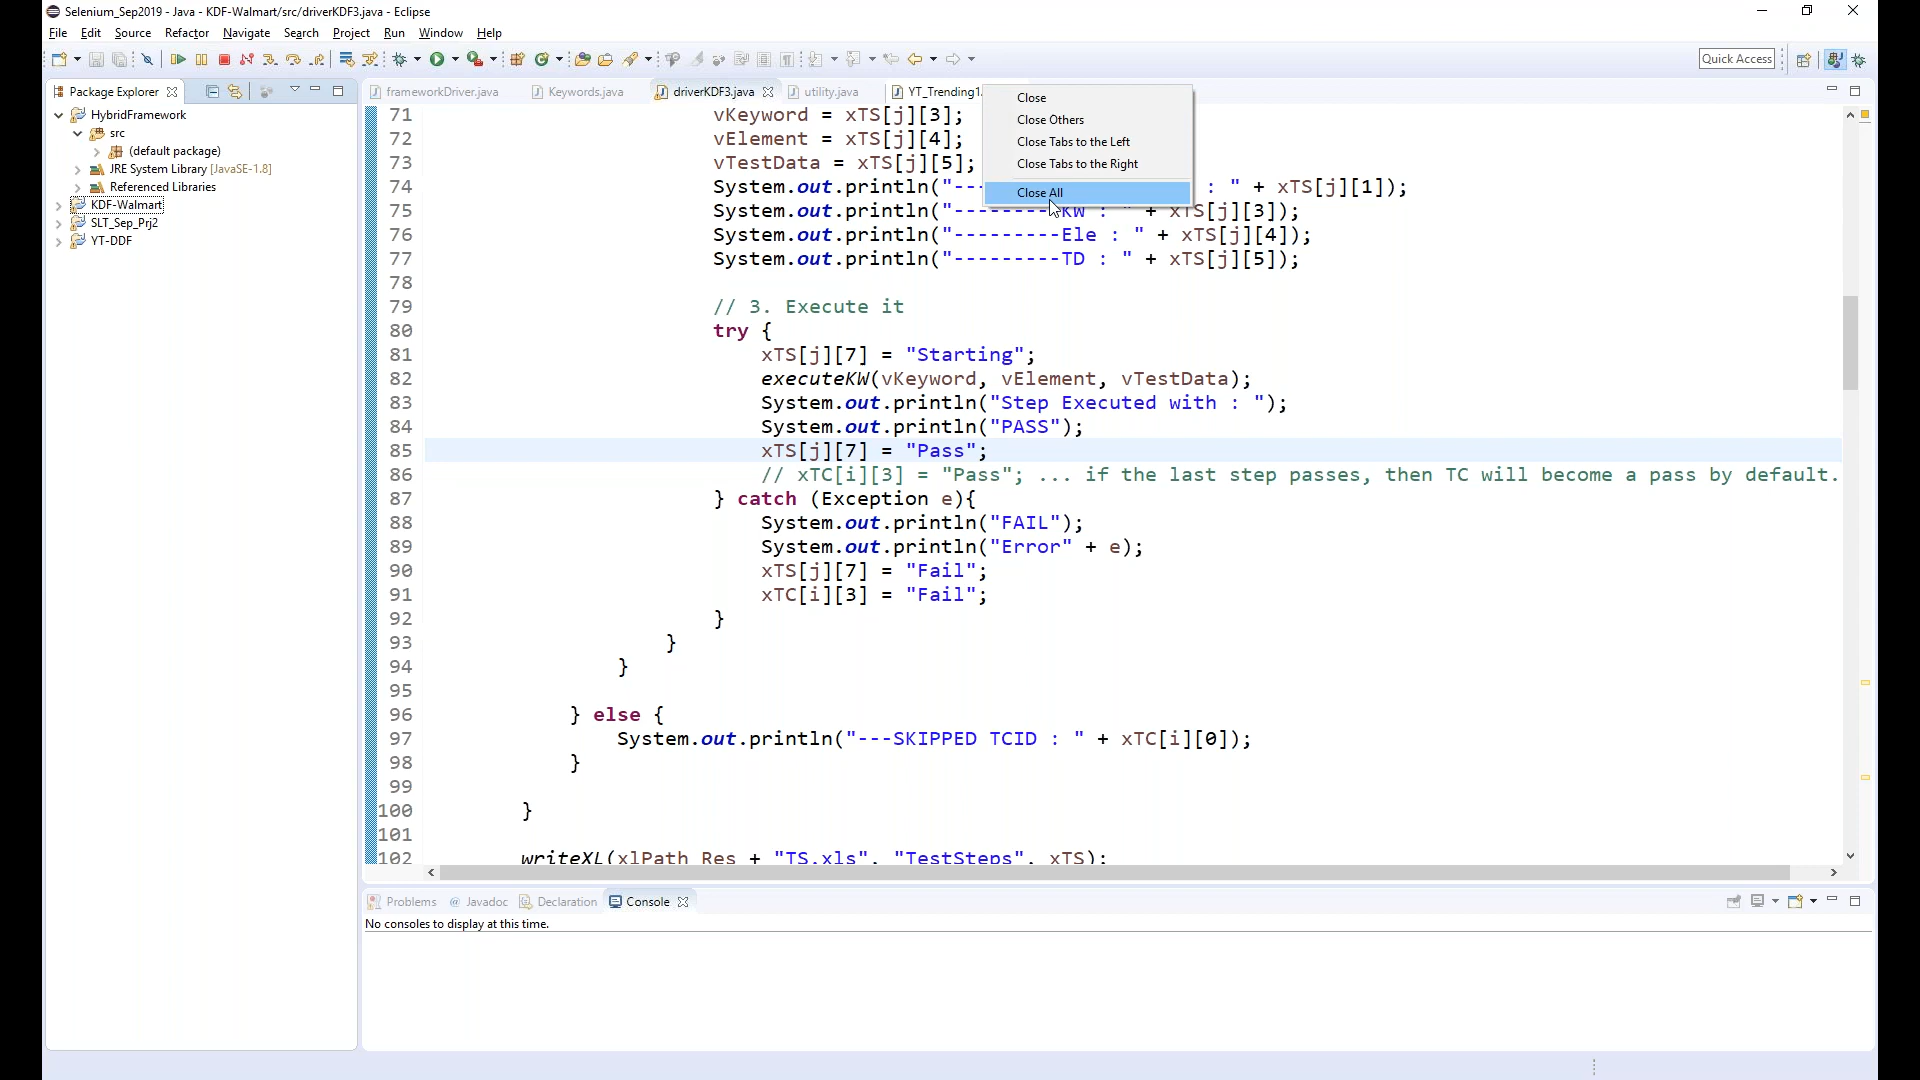 Selenium_Sep2019 - Java - KDF-Walmart/src/driverKDF3.java - Eclipse
File Edit Source Refactor Navigate Search Project Run Window Help
Quick Access
Package Explorer
frameworkDriver.java Keywords.java driverKDF3.java utility.java YT_Trending1.
HybridFramework
src
(default package)
JRE System Library [JavaSE-1.8]
Referenced Libraries
KDF-Walmart
SLT_Sep_Prj2
YT-DDF
Close
Close Others
Close Tabs to the Left
Close Tabs to the Right
Close All
71 vKeyword = xTS[j][3];
72 vElement = xTS[j][4];
73 vTestData = xTS[j][5];
74 System.out.println("--- : " + xTS[j][1]);
75 System.out.println("---------KW : " + xTS[j][3]);
76 System.out.println("---------Ele : " + xTS[j][4]);
77 System.out.println("---------TD : " + xTS[j][5]);
78
79 // 3. Execute it
80 try {
81 xTS[j][7] = "Starting";
82 executeKW(vKeyword, vElement, vTestData);
83 System.out.println("Step Executed with : ");
84 System.out.println("PASS");
85 xTS[j][7] = "Pass";
86 // xTC[i][3] = "Pass"; ... if the last step passes, then TC will become a pass by default.
87 } catch (Exception e){
88 System.out.println("FAIL");
89 System.out.println("Error" + e);
90 xTS[j][7] = "Fail";
91 xTC[i][3] = "Fail";
92 }
93 }
94 }
95
96 } else {
97 System.out.println("---SKIPPED TCID : " + xTC[i][0]);
98 }
99
100 }
101
102 writeXL(xlPath_Res + "TS.xls", "TestSteps", xTS);
Problems Javadoc Declaration Console
No consoles to display at this time.